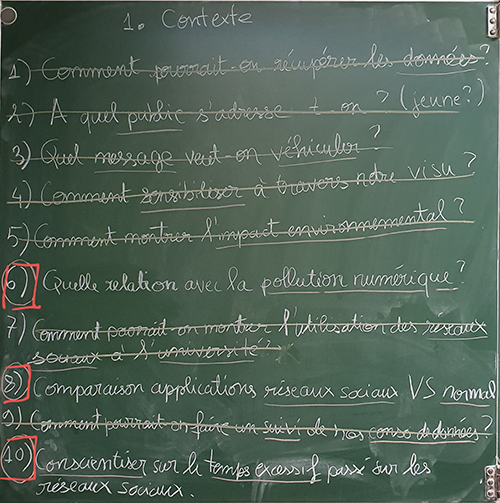 1. Contexte
1) Comment pourrait-on récupérer les données?
2) A quel public s'adresse-t-on ? (jeune?)
3) Quel message veut-on véhiculer?
4) Comment sensibiliser à travers notre visu ?
5) Comment montrer l'impact environnemental ?
6) Quelle relation avec la pollution numérique?
7) Comment pourrait-on montrer l'utilisation des reseaux
sociaux à l'université
8) Comparaison applications réseaux sociaux VS normal
9) Comment pourrait-on faire un suivi de nos conso de données?
10) Conscientiser sur le temps excessif passé sur les
réseaux sociaux.